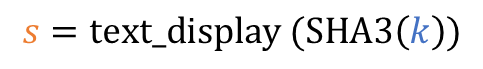 s = text_display (SHA3(k))